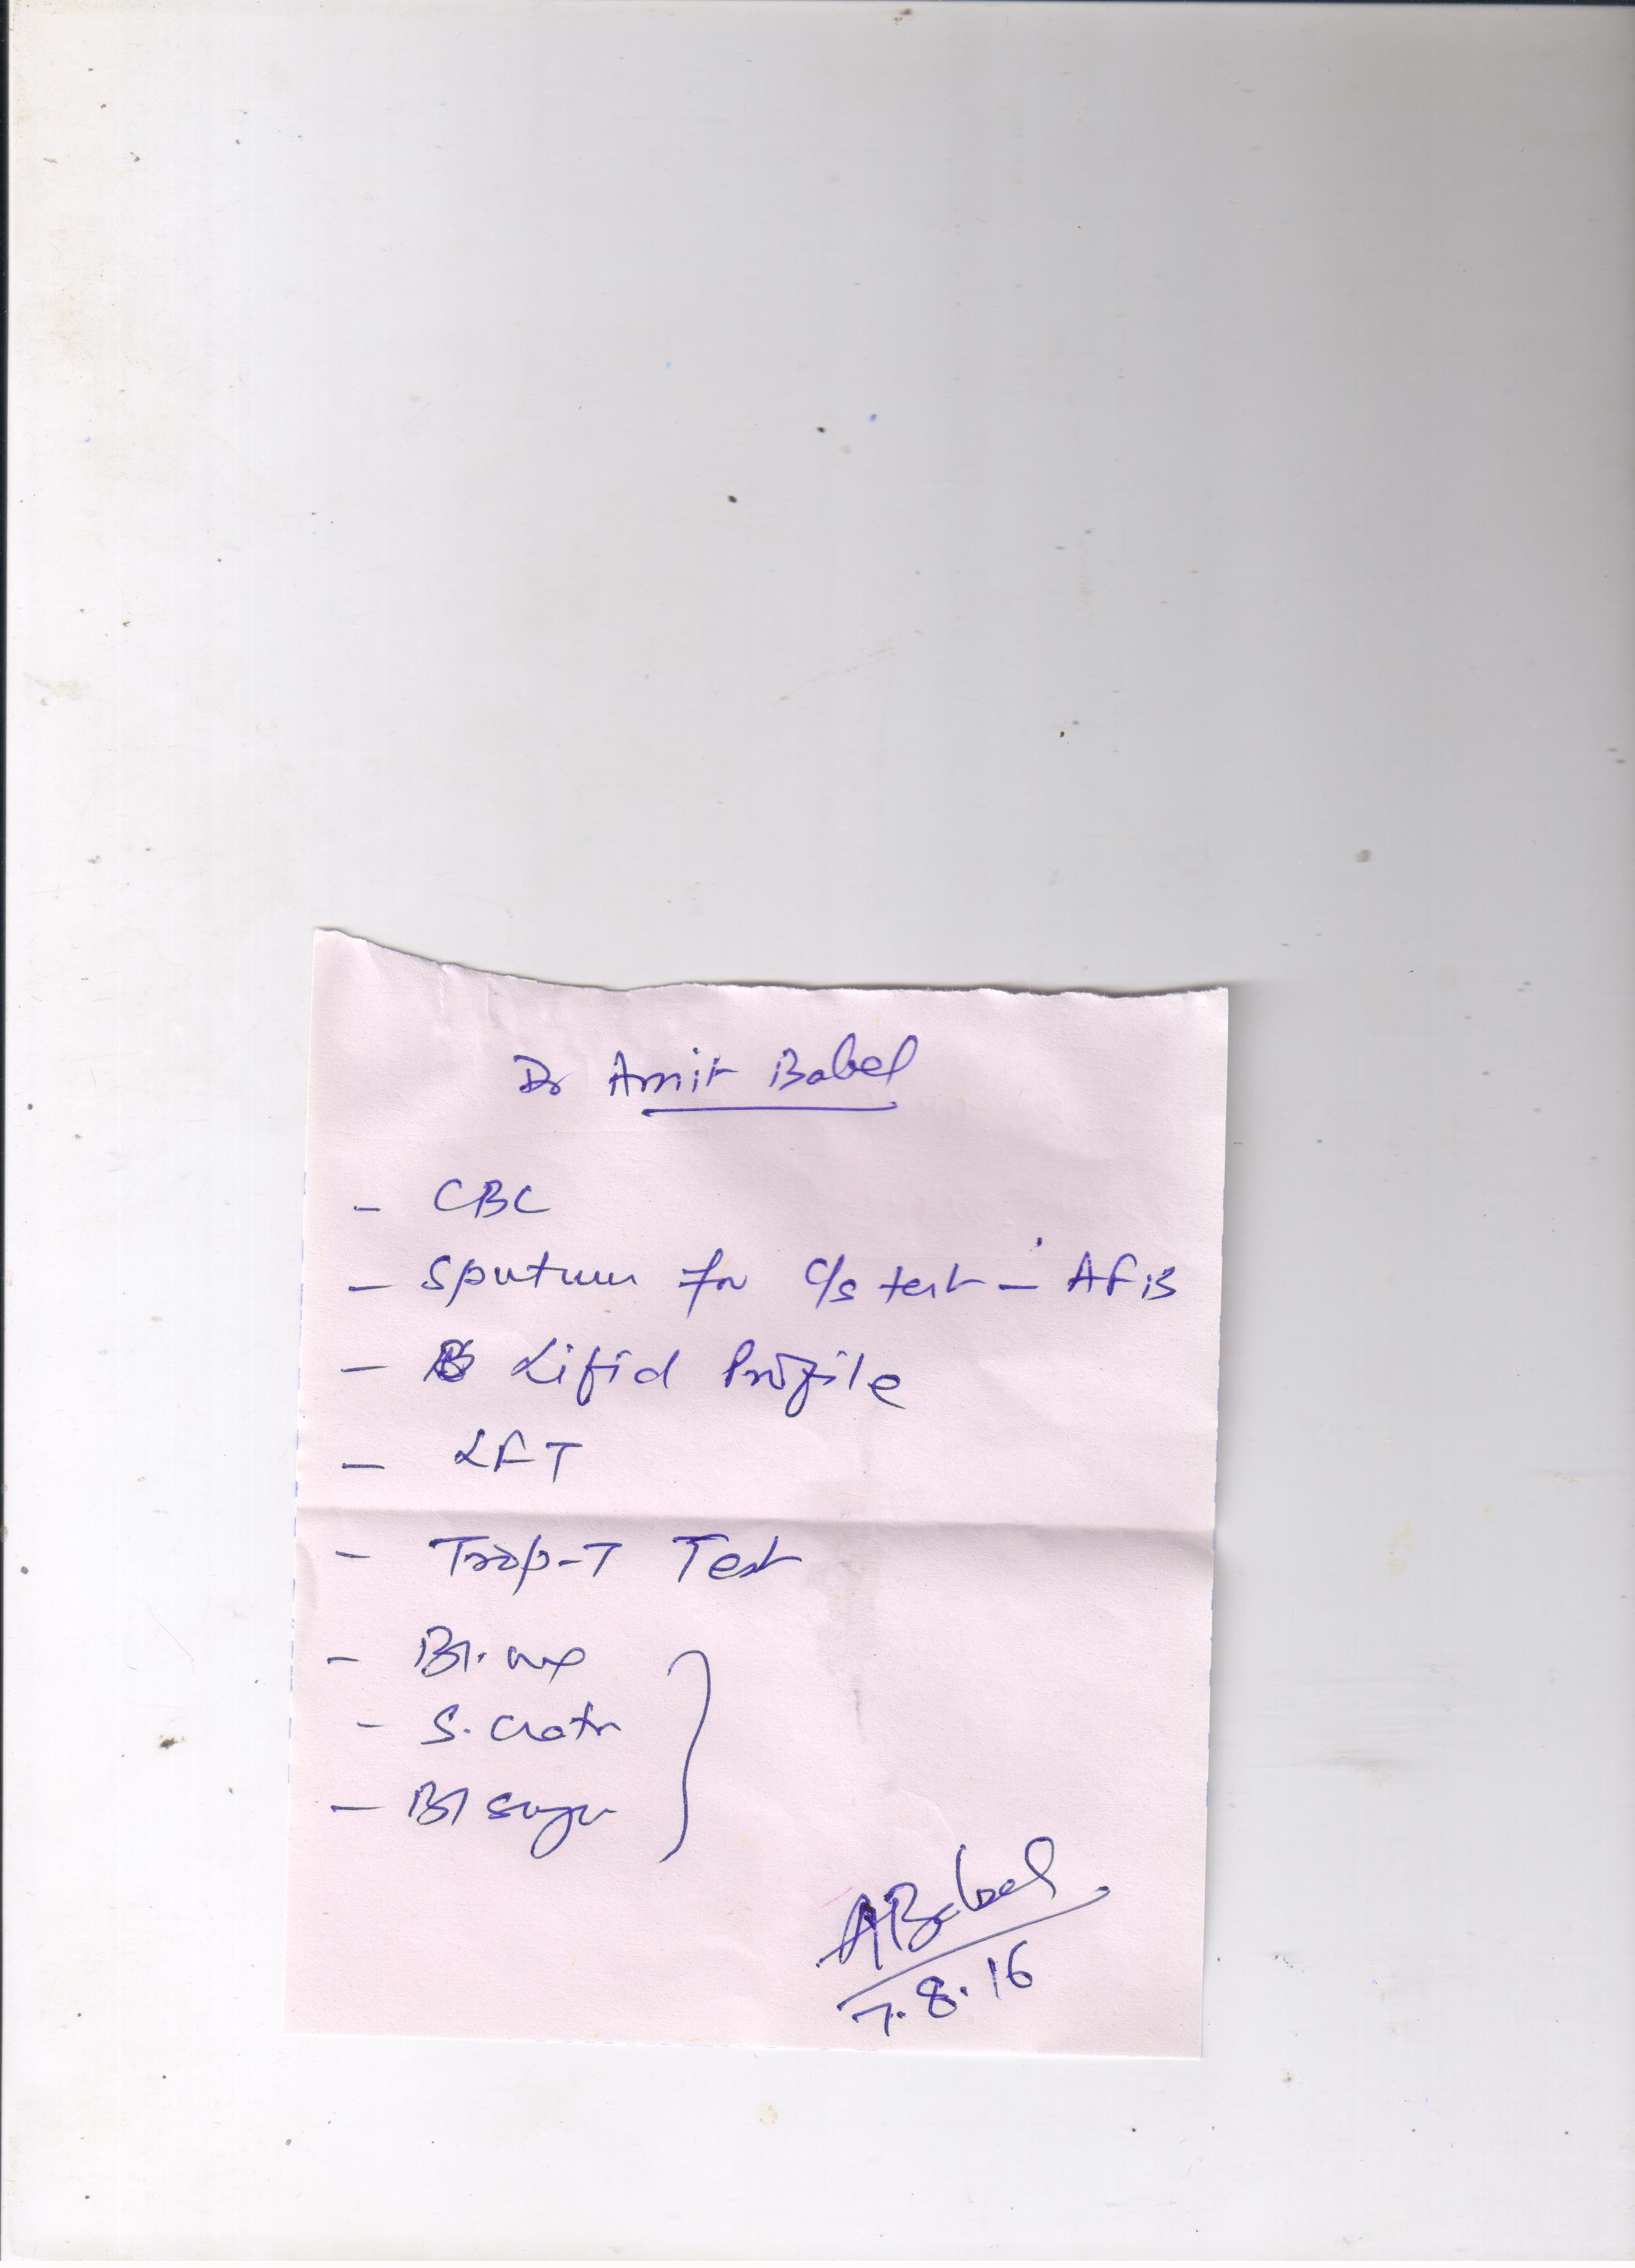 Dr Amit Babel
- CBC
- Sputum for C/s test - AFB
- Lipid Profile
- LFT
- Trop-T Test
- Bl.
- S. Creatn
- Bl sugar
ABabel
7.8.16